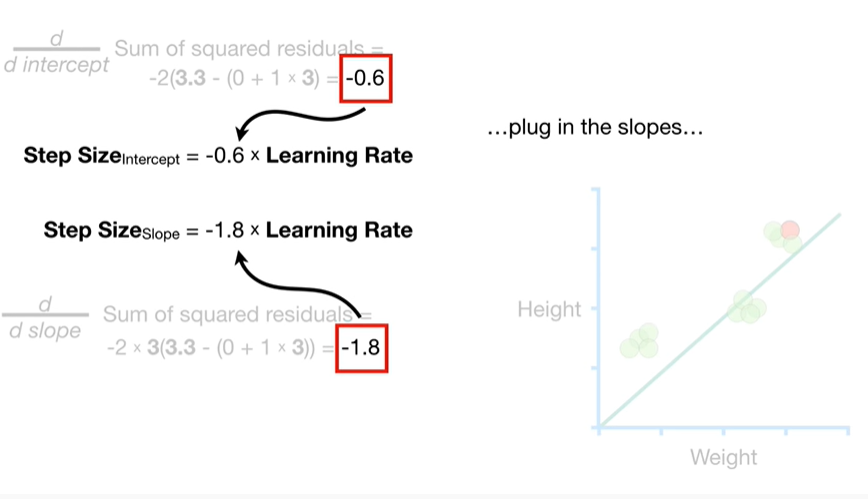 d
d intercept
Sum of squared residuals =
-2(3.3 - (0 + 1 × 3) = -0.6
…plug in the slopes…
Step SizeIntercept = -0.6 × Learning Rate
Step SizeSlope = -1.8 × Learning Rate
d
d slope
Sum of squared residuals =
-2 × 3(3.3 - (0 + 1 × 3)) = -1.8
Height
Weight